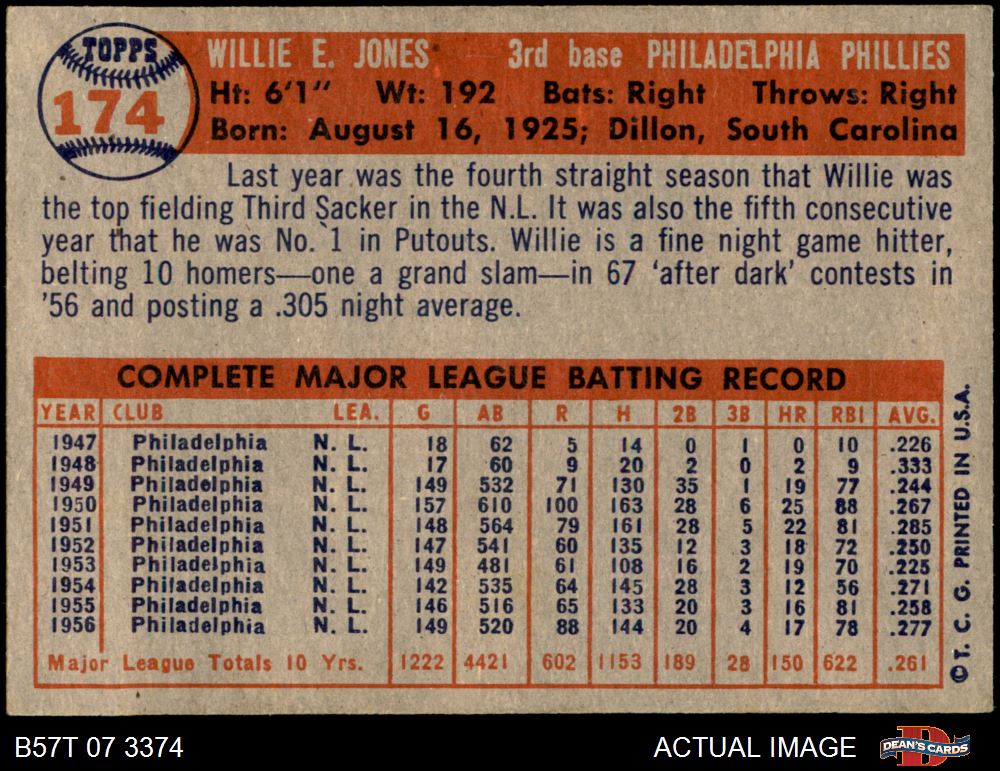 TOPPS
174
WILLIE E. JONES 3rd base PHILADELPHIA PHILLIES
Ht: 6'1" Wt: 192 Bats: Right Throws: Right
Born: August 16, 1925; Dillon, South Carolina
Last year was the fourth straight season that Willie was
the top fielding Third Sacker in the N.L. It was also the fifth consecutive
year that he was No. 1 in Putouts. Willie is a fine night game hitter,
belting 10 homers—one a grand slam—in 67 'after dark' contests in
'56 and posting a .305 night average.
COMPLETE MAJOR LEAGUE BATTING RECORD
YEAR CLUB LEA. G AB R H 2B 3B HR RBI AVG.
1947 Philadelphia N. L. 18 62 5 14 0 1 0 10 .226
1948 Philadelphia N. L. 17 60 9 20 2 0 2 9 .333
1949 Philadelphia N. L. 149 532 71 130 35 1 19 77 .244
1950 Philadelphia N. L. 157 610 100 163 28 6 25 88 .267
1951 Philadelphia N. L. 148 564 79 161 28 5 22 81 .285
1952 Philadelphia N. L. 147 541 60 135 12 3 18 72 .250
1953 Philadelphia N. L. 149 481 61 108 16 2 19 70 .225
1954 Philadelphia N. L. 142 535 64 145 28 3 12 56 .271
1955 Philadelphia N. L. 146 516 65 133 20 3 16 81 .258
1956 Philadelphia N. L. 149 520 88 144 20 4 17 78 .277
Major League Totals 10 Yrs. 1222 4421 602 1153 189 28 150 622 .261
©T. C. G. PRINTED IN U.S.A.
B57T 07 3374 ACTUAL IMAGE DEAN'S CARDS